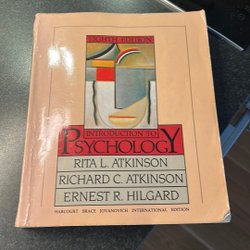 EIGHTH EDITION
INTRODUCTION TO
PSYCHOLOGY
RITA L. ATKINSON
RICHARD C. ATKINSON
ERNEST R. HILGARD
HARCOURT BRACE JOVANOVICH INTERNATIONAL EDITION